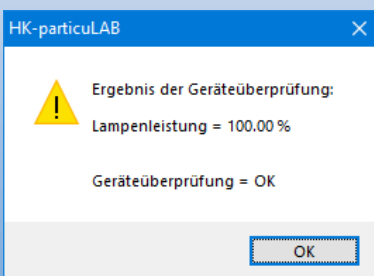 HK-particuLAB
Ergebnis der Geräteüberprüfung:
Lampenleistung = 100.00 %
Geräteüberprüfung = OK
OK